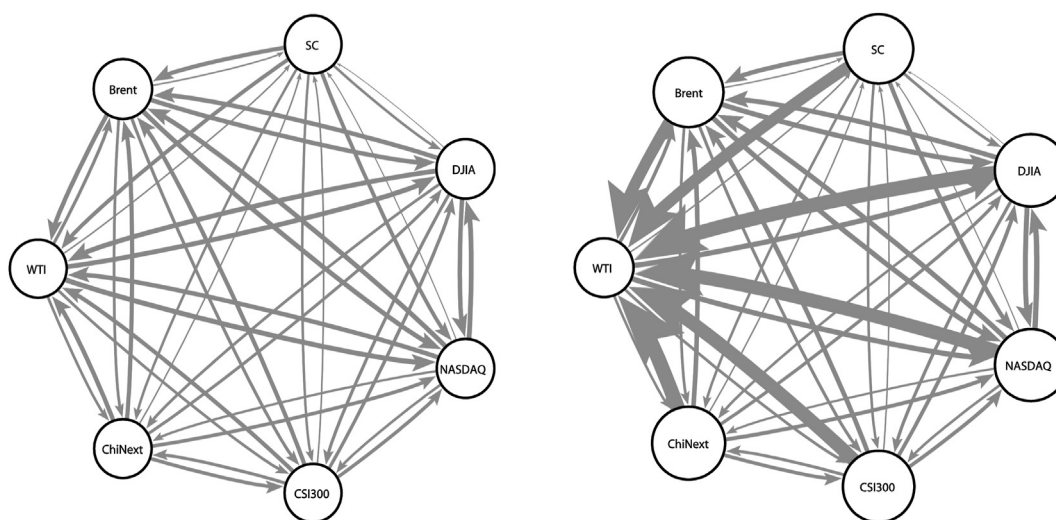 SC
Brent
DJIA
WTI
NASDAQ
ChiNext
CSI300
SC
Brent
DJIA
WTI
NASDAQ
ChiNext
CSI300